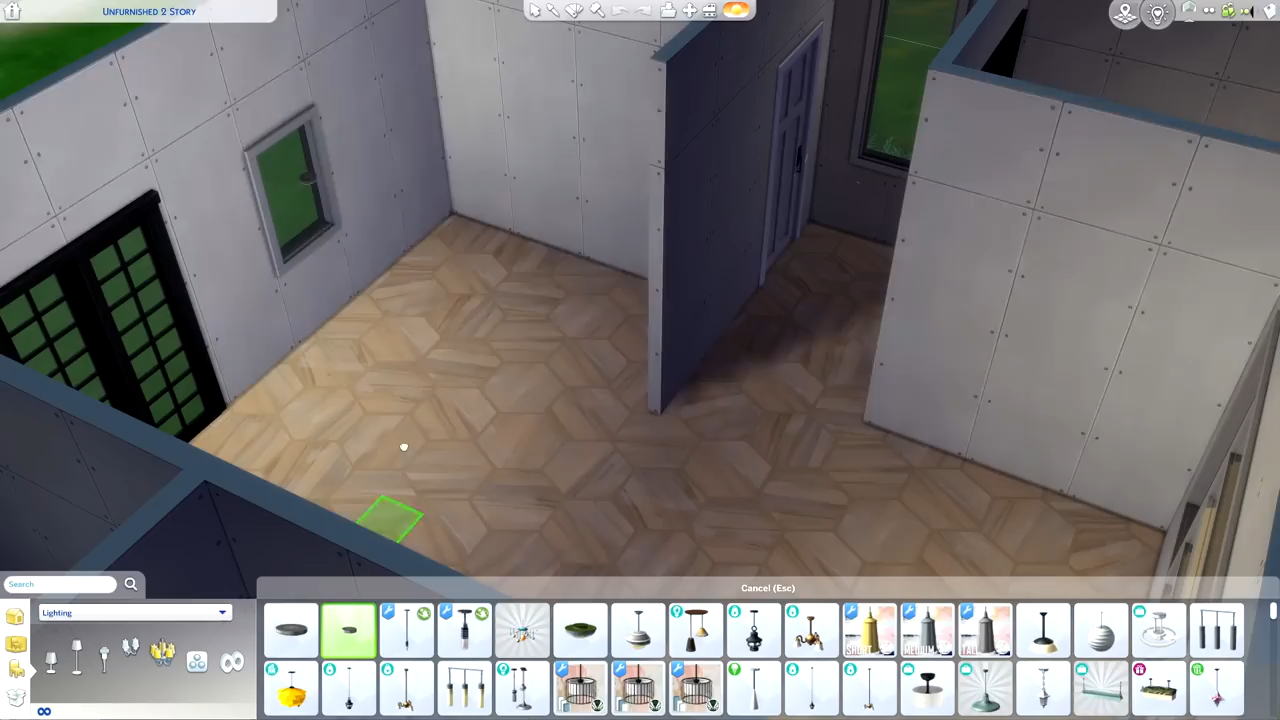 Unfurnished 2 Story
Cancel (Esc)
Search
Lighting
SHORT
MEDIUM
TALL